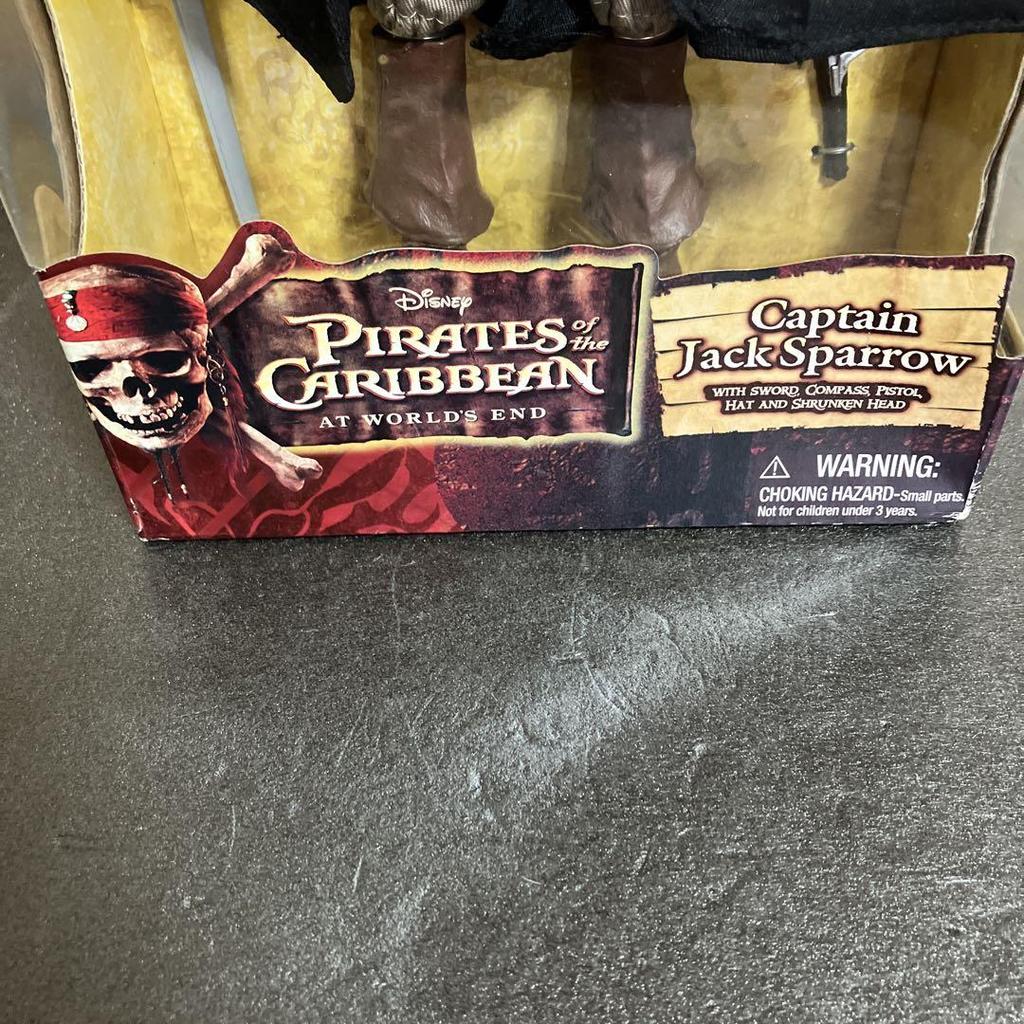 Disney
PIRATES of the
CARIBBEAN
AT WORLD'S END
Captain
Jack Sparrow
WITH SWORD, COMPASS, PISTOL,
HAT AND SHRUNKEN HEAD
WARNING:
CHOKING HAZARD-Small parts.
Not for children under 3 years.